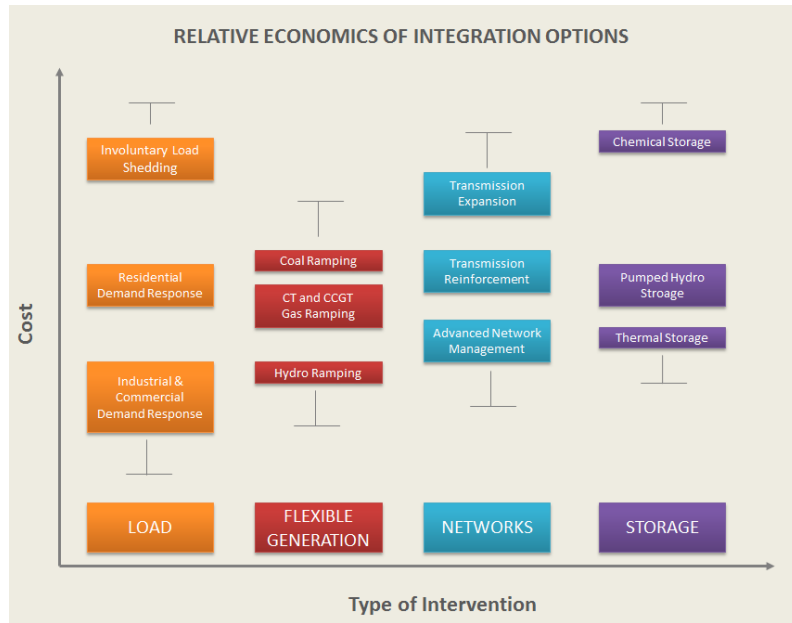 RELATIVE ECONOMICS OF INTEGRATION OPTIONS
Cost
Involuntary Load
Shedding
Residential
Demand Response
Industrial &
Commercial
Demand Response
LOAD
Coal Ramping
CT and CCGT
Gas Ramping
Hydro Ramping
FLEXIBLE
GENERATION
Transmission
Expansion
Transmission
Reinforcement
Advanced Network
Management
NETWORKS
Chemical Storage
Pumped Hydro
Stroage
Thermal Storage
STORAGE
Type of Intervention